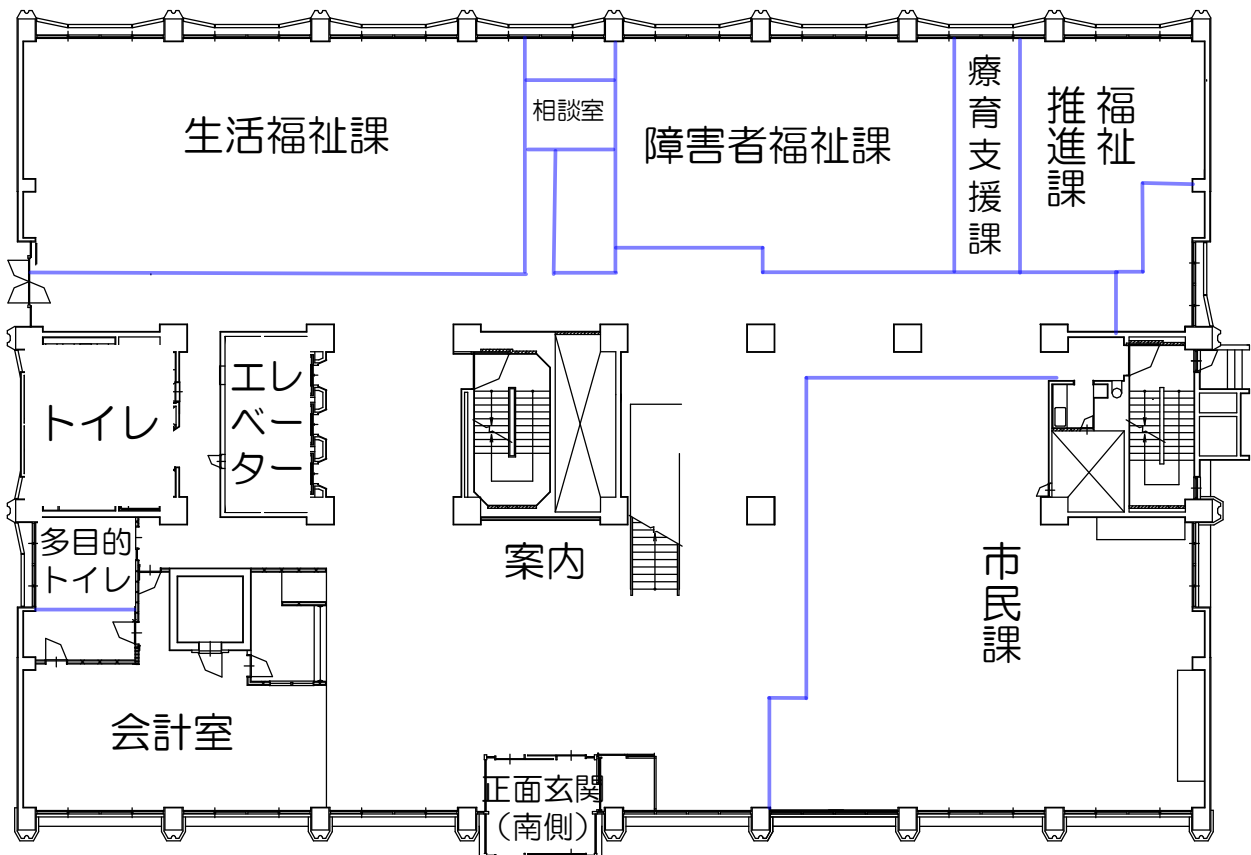 生活福祉課
相談室
障害者福祉課
療育支援課
福祉
推進課
トイレ
エレ
ベー
ター
多目的
トイレ
案内
市民課
会計室
正面玄関
（南側）